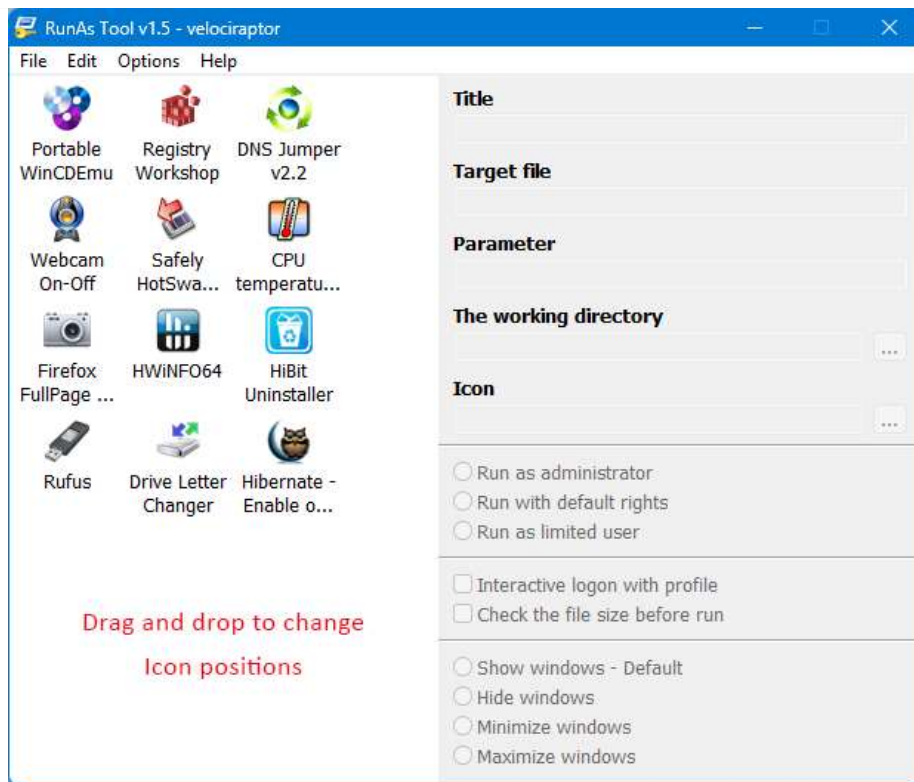 RunAs Tool v1.5 - velociraptor
File Edit Options Help
Portable
WinCDEmu
Registry
Workshop
DNS Jumper
v2.2
Webcam
On-Off
Safely
HotSwa...
CPU
temperatu...
Firefox
FullPage ...
HWiNFO64
HiBit
Uninstaller
Rufus
Drive Letter
Changer
Hibernate -
Enable o...
Drag and drop to change
Icon positions
Title
Target file
Parameter
The working directory
...
Icon
...
Run as administrator
Run with default rights
Run as limited user
Interactive logon with profile
Check the file size before run
Show windows - Default
Hide windows
Minimize windows
Maximize windows